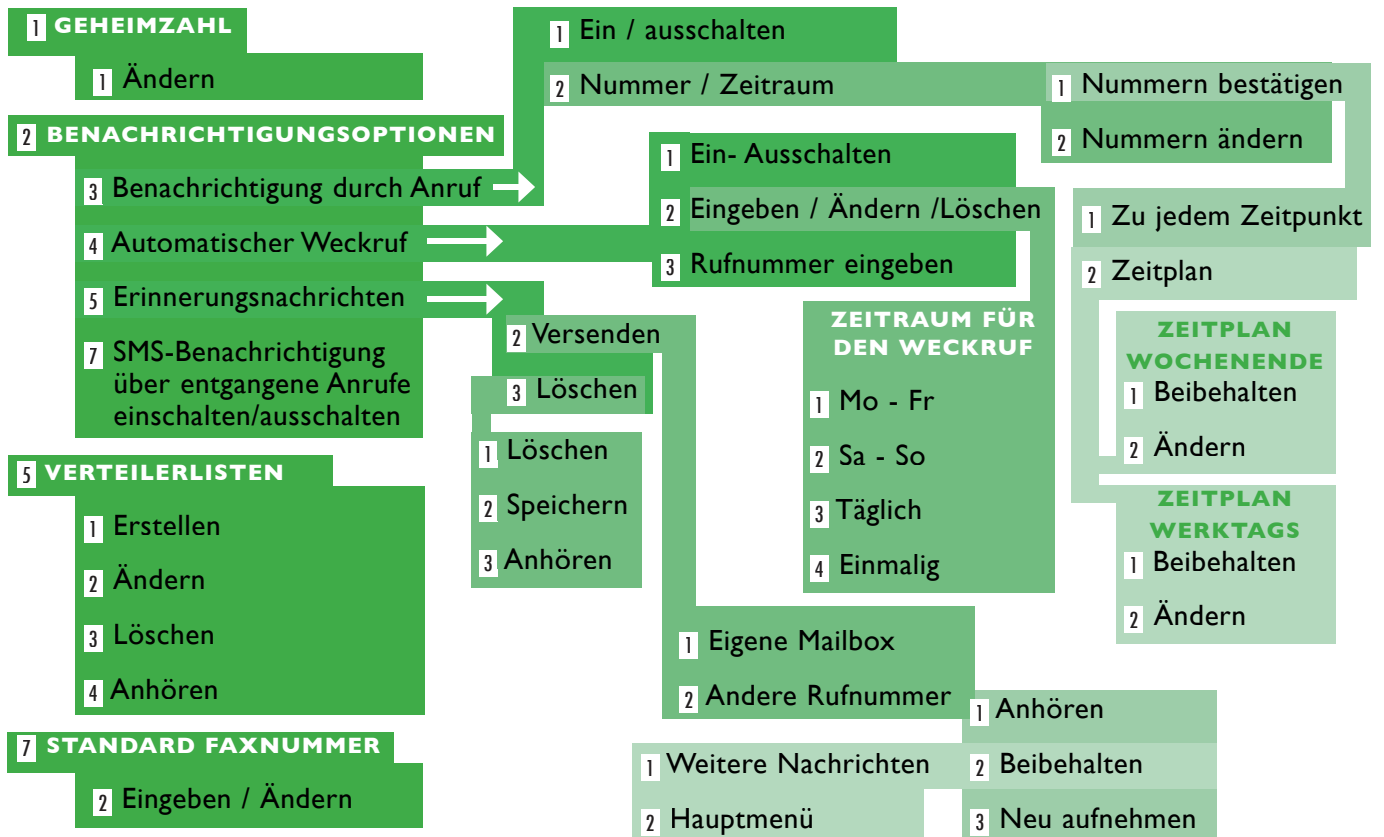 1 GEHEIMZAHL
1 Ändern
2 BENACHRICHTIGUNGSOPTIONEN
3 Benachrichtigung durch Anruf
4 Automatischer Weckruf
5 Erinnerungsnachrichten
7 SMS-Benachrichtigung
über entgangene Anrufe
einschalten/ausschalten
5 VERTEILERLISTEN
1 Erstellen
2 Ändern
3 Löschen
4 Anhören
7 STANDARD FAXNUMMER
2 Eingeben / Ändern
1 Ein / ausschalten
2 Nummer / Zeitraum
1 Nummern bestätigen
2 Nummern ändern
1 Zu jedem Zeitpunkt
2 Zeitplan
ZEITPLAN
WOCHENENDE
1 Beibehalten
2 Ändern
ZEITPLAN
WERKTAGS
1 Beibehalten
2 Ändern
1 Ein- Ausschalten
2 Eingeben / Ändern /Löschen
3 Rufnummer eingeben
ZEITRAUM FÜR
DEN WECKRUF
1 Mo - Fr
2 Sa - So
3 Täglich
4 Einmalig
2 Versenden
3 Löschen
1 Löschen
2 Speichern
3 Anhören
1 Eigene Mailbox
2 Andere Rufnummer
1 Anhören
2 Beibehalten
3 Neu aufnehmen
1 Weitere Nachrichten
2 Hauptmenü